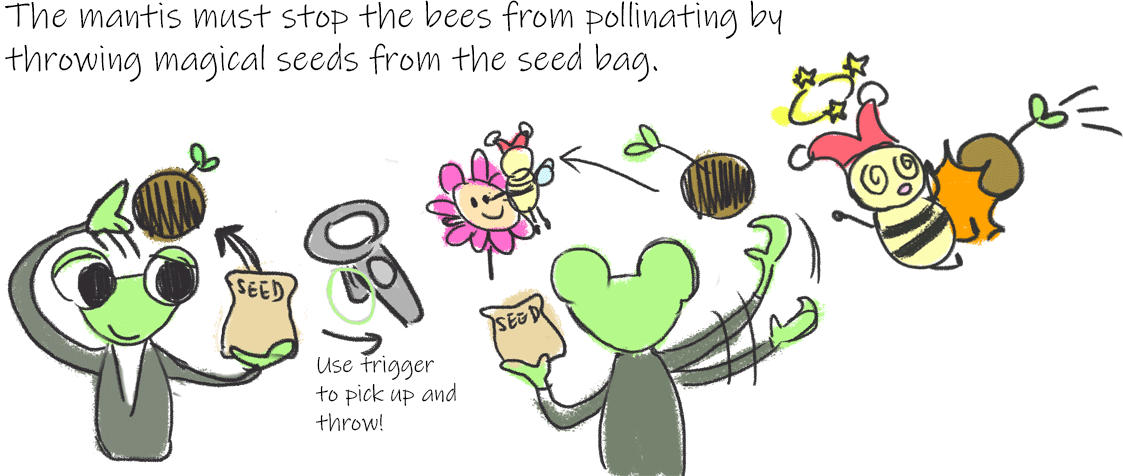 The mantis must stop the bees from pollinating by
throwing magical seeds from the seed bag.
SEED
SEED
Use trigger
to pick up and
throw!